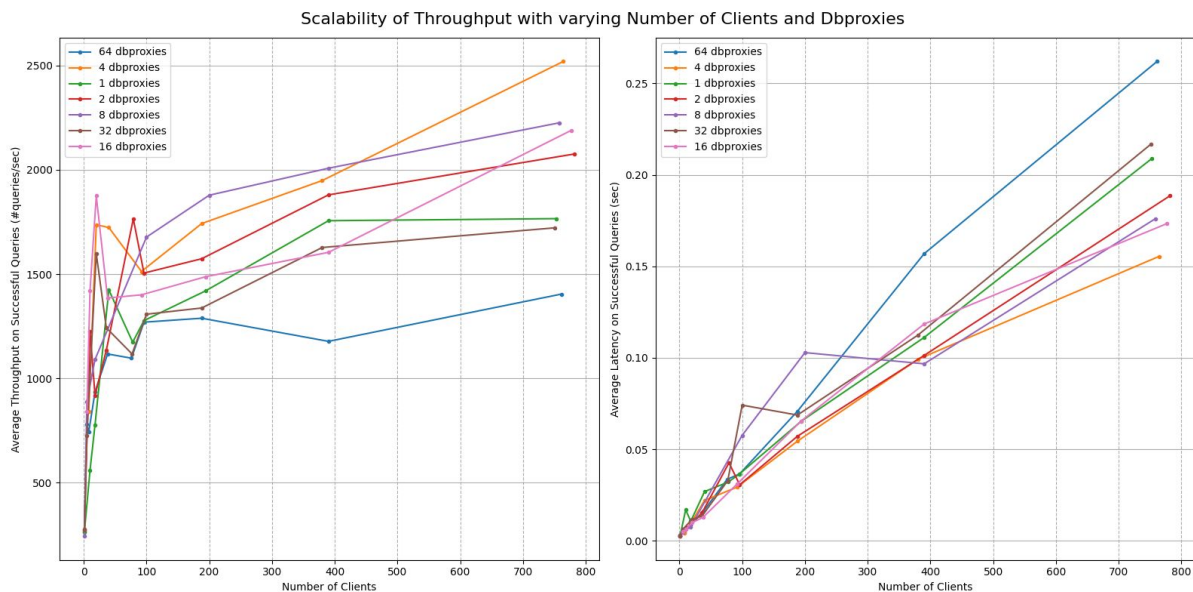 Scalability of Throughput with varying Number of Clients and Dbproxies
Average Throughput on Successful Queries (#queries/sec)
2500
2000
1500
1000
500
64 dbproxies
4 dbproxies
1 dbproxies
2 dbproxies
8 dbproxies
32 dbproxies
16 dbproxies
0 100 200 300 400 500 600 700 800
Number of Clients
Average Latency on Successful Queries (sec)
0.25
0.20
0.15
0.10
0.05
0.00
64 dbproxies
4 dbproxies
1 dbproxies
2 dbproxies
8 dbproxies
32 dbproxies
16 dbproxies
0 100 200 300 400 500 600 700 800
Number of Clients